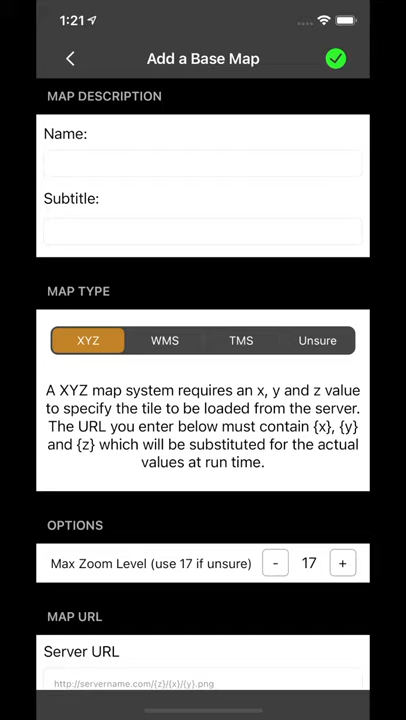 1:21
Add a Base Map
MAP DESCRIPTION
Name:
Subtitle:
MAP TYPE
XYZ WMS TMS Unsure
A XYZ map system requires an x, y and z value
to specify the tile to be loaded from the server.
The URL you enter below must contain {x}, {y}
and {z} which will be substituted for the actual
values at run time.
OPTIONS
Max Zoom Level (use 17 if unsure) - 17 +
MAP URL
Server URL
http://servername.com/{z}/{x}/{y}.png